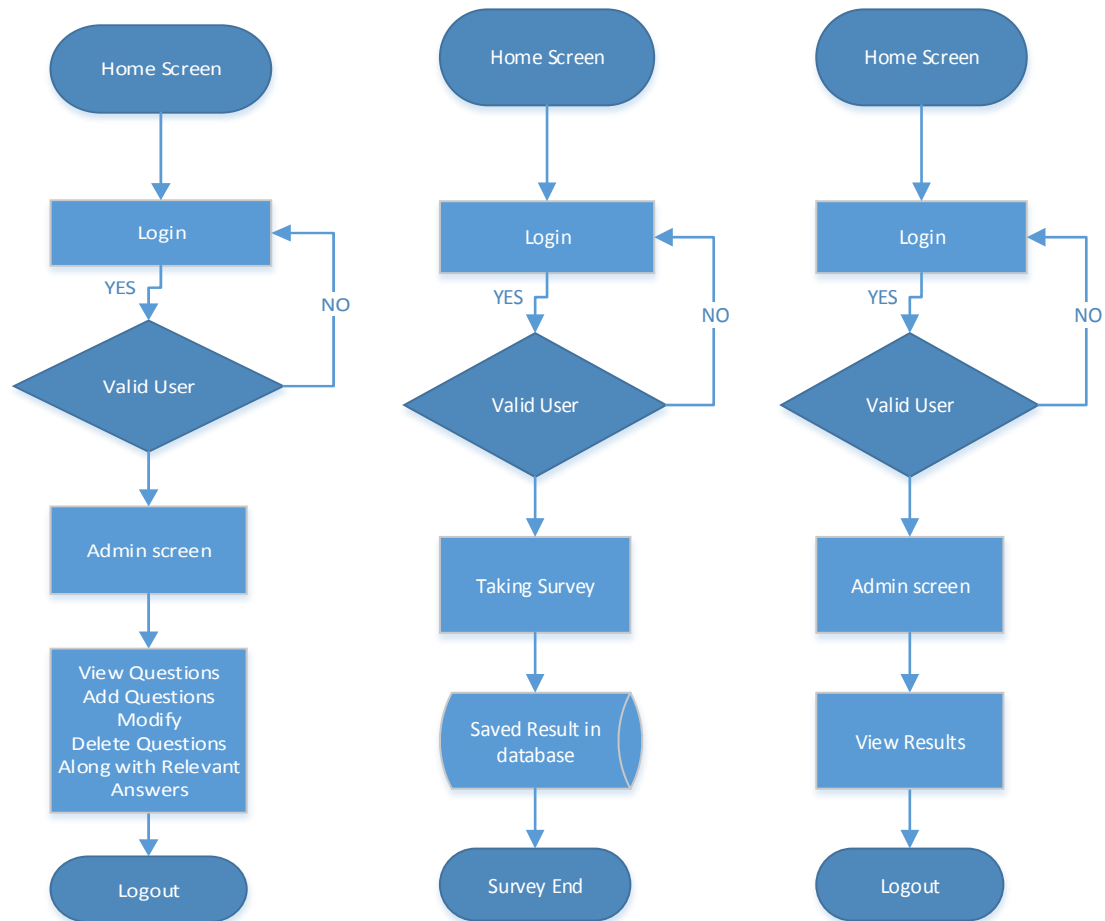 Home Screen
Login
YES
NO
Valid User
Admin screen
View Questions
Add Questions
Modify
Delete Questions
Along with Relevant
Answers
Logout
Home Screen
Login
YES
NO
Valid User
Taking Survey
Saved Result in
database
Survey End
Home Screen
Login
YES
NO
Valid User
Admin screen
View Results
Logout